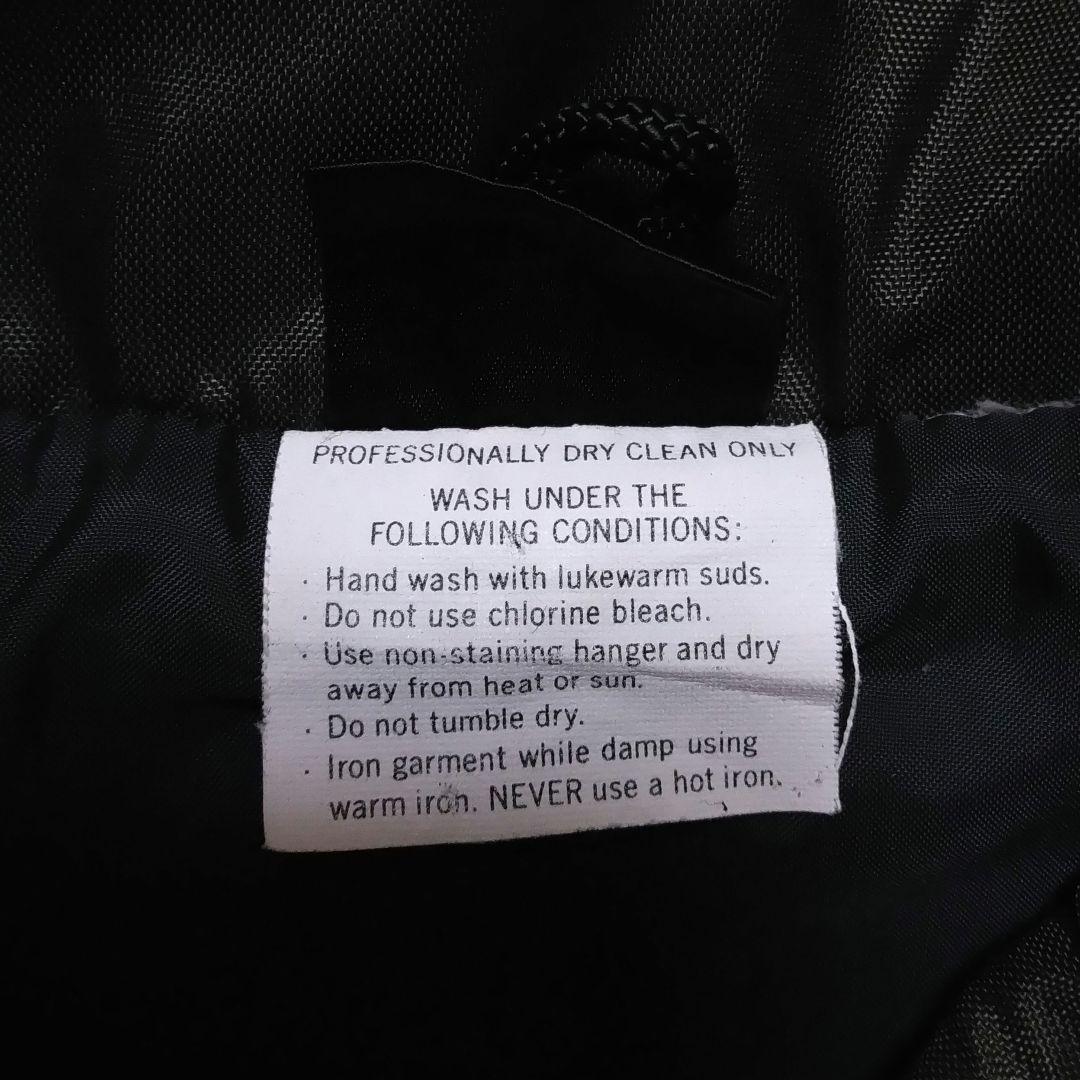 PROFESSIONALLY DRY CLEAN ONLY
WASH UNDER THE
FOLLOWING CONDITIONS:
· Hand wash with lukewarm suds.
· Do not use chlorine bleach.
· Use non-staining hanger and dry
away from heat or sun.
· Do not tumble dry.
· Iron garment while damp using
warm iron. NEVER use a hot iron.